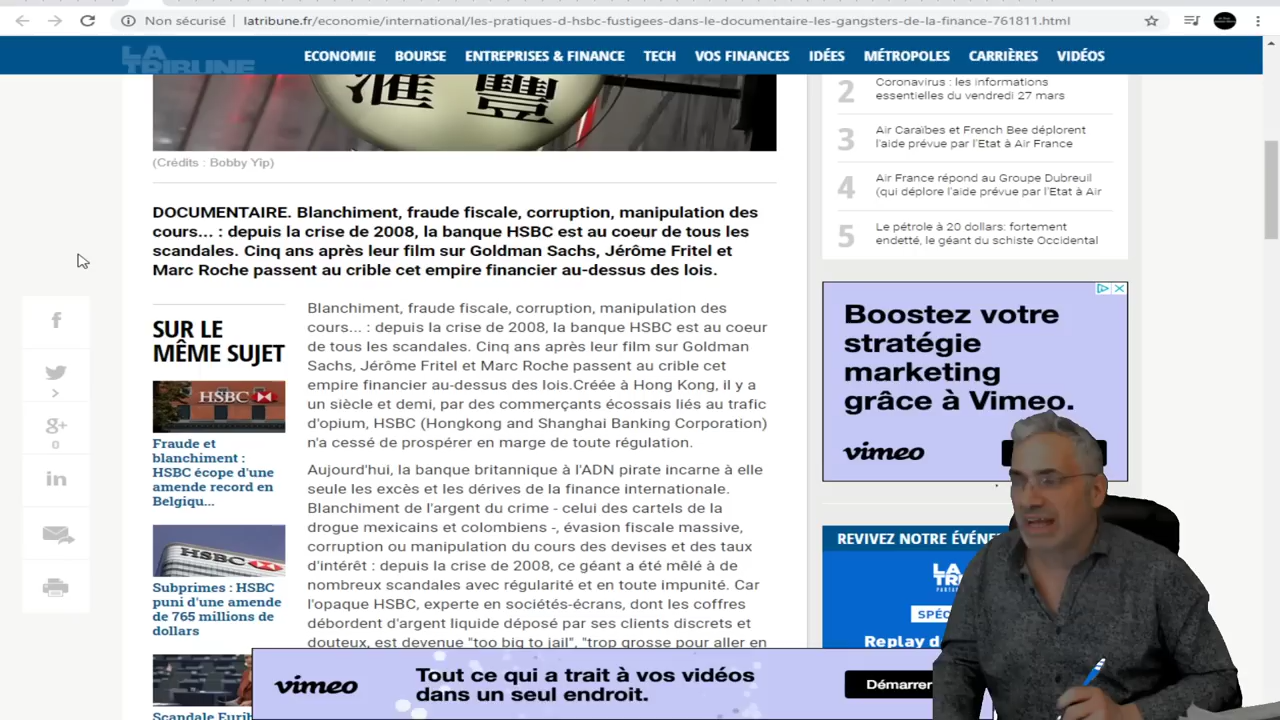 Non sécurisé
latribune.fr/economie/international/les-pratiques-d-hsbc-fustigees-dans-le-documentaire-les-gangsters-de-la-finance-761811.html
LA TRIBUNE
ECONOMIE BOURSE ENTREPRISES & FINANCE TECH VOS FINANCES IDÉES MÉTROPOLES CARRIÈRES VIDÉOS
滙豐
(Crédits : Bobby Yip)
DOCUMENTAIRE. Blanchiment, fraude fiscale, corruption, manipulation des
cours... : depuis la crise de 2008, la banque HSBC est au coeur de tous les
scandales. Cinq ans après leur film sur Goldman Sachs, Jérôme Fritel et
Marc Roche passent au crible cet empire financier au-dessus des lois.
0
SUR LE
MÊME SUJET
HSBC
Fraude et
blanchiment :
HSBC écope d'une
amende record en
Belgiqu...
HSBC
Subprimes : HSBC
puni d'une amende
de 765 millions de
dollars
Scandale Eurib
Blanchiment, fraude fiscale, corruption, manipulation des
cours... : depuis la crise de 2008, la banque HSBC est au coeur
de tous les scandales. Cinq ans après leur film sur Goldman
Sachs, Jérôme Fritel et Marc Roche passent au crible cet
empire financier au-dessus des lois.Créée à Hong Kong, il y a
un siècle et demi, par des commerçants écossais liés au trafic
d'opium, HSBC (Hongkong and Shanghai Banking Corporation)
n'a cessé de prospérer en marge de toute régulation.
Aujourd'hui, la banque britannique à l'ADN pirate incarne à elle
seule les excès et les dérives de la finance internationale.
Blanchiment de l'argent du crime - celui des cartels de la
drogue mexicains et colombiens -, évasion fiscale massive,
corruption ou manipulation du cours des devises et des taux
d'intérêt : depuis la crise de 2008, ce géant a été mêlé à de
nombreux scandales avec régularité et en toute impunité. Car
l'opaque HSBC, experte en sociétés-écrans, dont les coffres
débordent d'argent liquide déposé par ses clients discrets et
douteux, est devenue "too big to jail", "trop grosse pour aller en
2
Coronavirus : les informations
essentielles du vendredi 27 mars
3
Air Caraïbes et French Bee déplorent
l'aide prévue par l'Etat à Air France
4
Air France répond au Groupe Dubreuil
(qui déplore l'aide prévue par l'Etat à Air
5
Le pétrole à 20 dollars: fortement
endetté, le géant du schiste Occidental
Boostez votre
stratégie
marketing
grâce à Vimeo.
vimeo
REVIVEZ NOTRE ÉVÉNE
LA
TRI
SPÉC
Replay d
vimeo
Tout ce qui a trait à vos vidéos
dans un seul endroit.
Démarrer